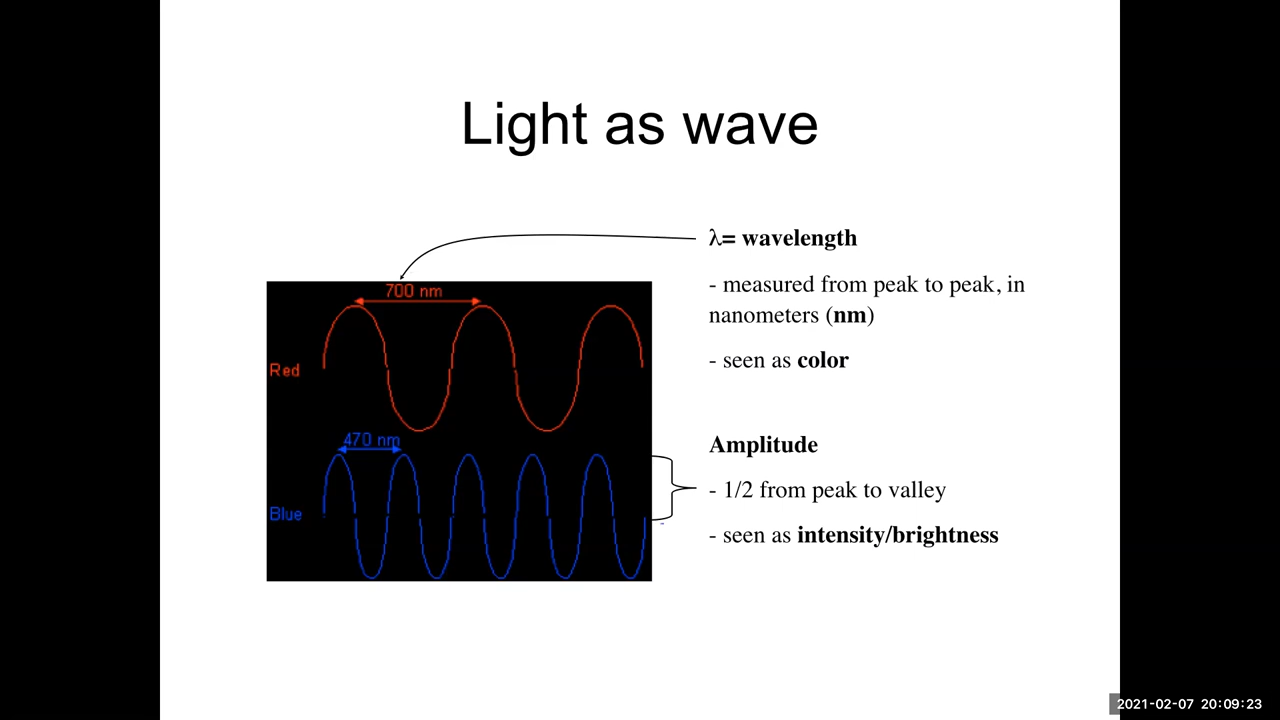 Light as wave
λ= wavelength
- measured from peak to peak, in
nanometers (nm)
- seen as color
700 nm
Red
470 nm
Blue
Amplitude
- 1/2 from peak to valley
- seen as intensity/brightness
2021-02-07 20:09:23